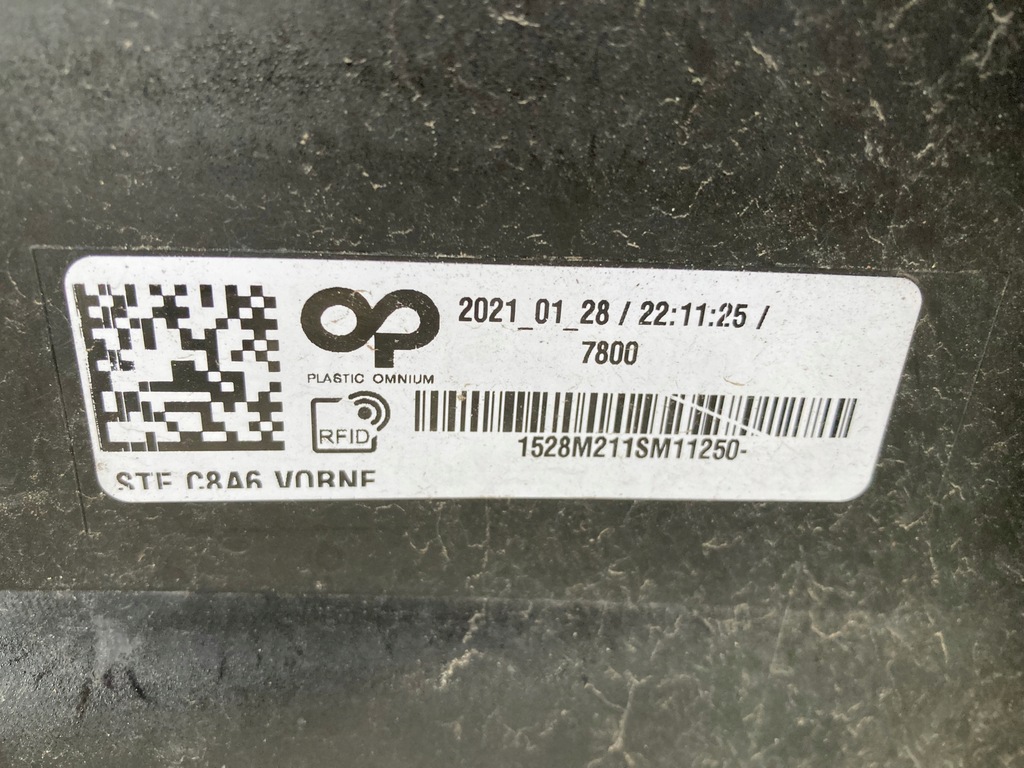 2021_01_28 / 22:11:25 /
7800
PLASTIC OMNIUM
RFID
1528M211SM11250-
STF C8A6 VORNE